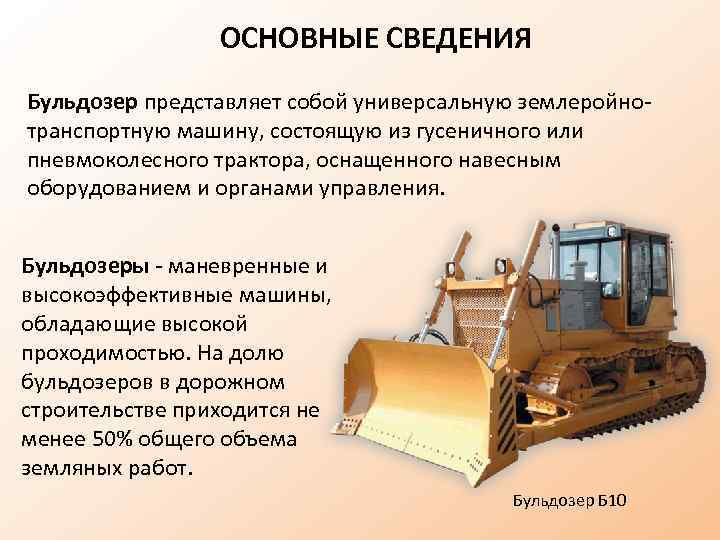 ОСНОВНЫЕ СВЕДЕНИЯ
Бульдозер представляет собой универсальную землеройно-
транспортную машину, состоящую из гусеничного или
пневмоколесного трактора, оснащенного навесным
оборудованием и органами управления.
Бульдозеры - маневренные и
высокоэффективные машины,
обладающие высокой
проходимостью. На долю
бульдозеров в дорожном
строительстве приходится не
менее 50% общего объема
земляных работ.
Бульдозер Б10